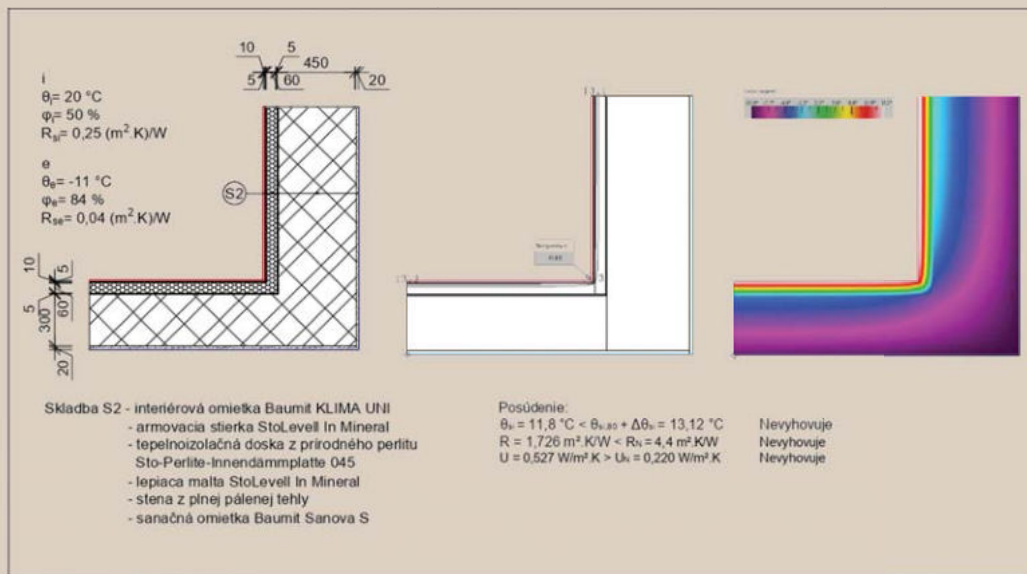 10 5
450
5 60 20
i
θi= 20 °C
φi= 50 %
Rsi= 0,25 (m².K)/W
e
θe= -11 °C
φe= 84 %
Rse= 0,04 (m².K)/W
S2
10 5
5 300 60
20
Skladba S2 - interiérová omietka Baumit KLIMA UNI
- armovacia stierka StoLevell In Mineral
- tepelnoizolačná doska z prírodného perlitu
Sto-Perlite-Innendämmplatte 045
- lepiaca malta StoLevell In Mineral
- stena z plnej pálenej tehly
- sanačná omietka Baumit Sanova S
Posúdenie:
θsi = 11,8 °C < θsi,80 + Δθsi = 13,12 °C Nevyhovuje
R = 1,726 m².K/W < RN = 4,4 m².K/W Nevyhovuje
U = 0,527 W/m².K > UN = 0,220 W/m².K Nevyhovuje